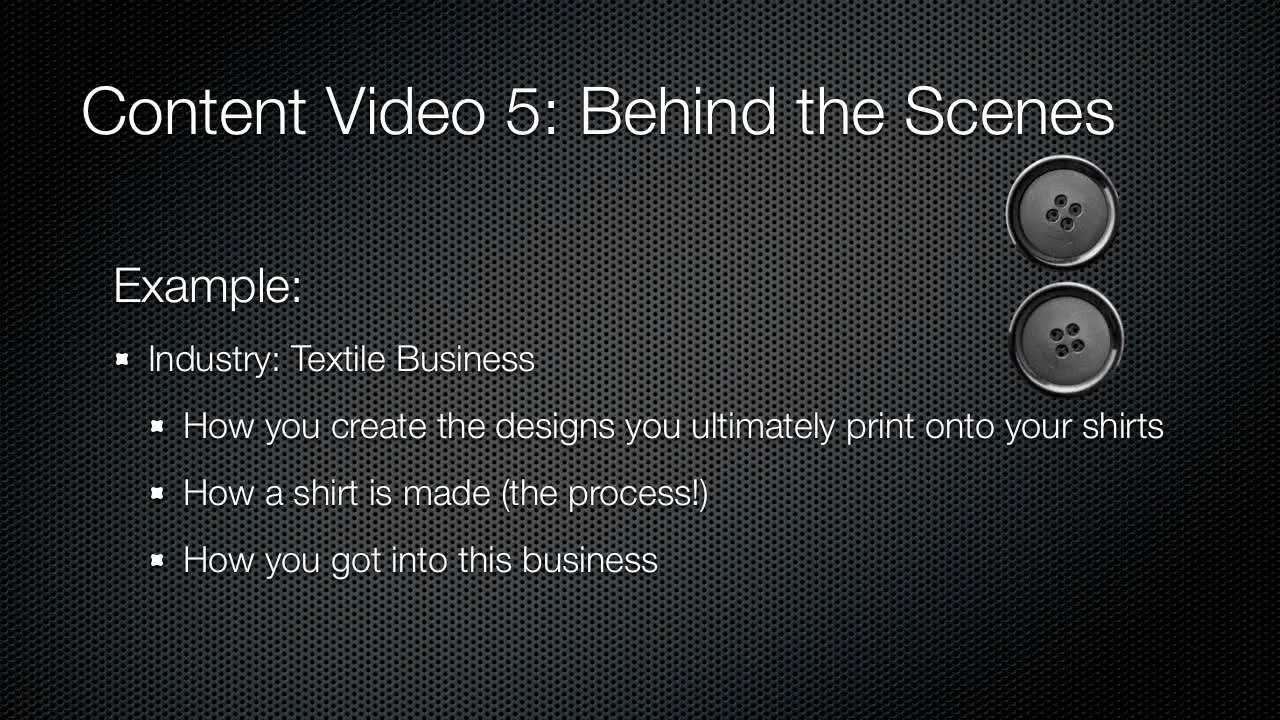 Content Video 5: Behind the Scenes
Example:
Industry: Textile Business
How you create the designs you ultimately print onto your shirts
How a shirt is made (the process!)
How you got into this business